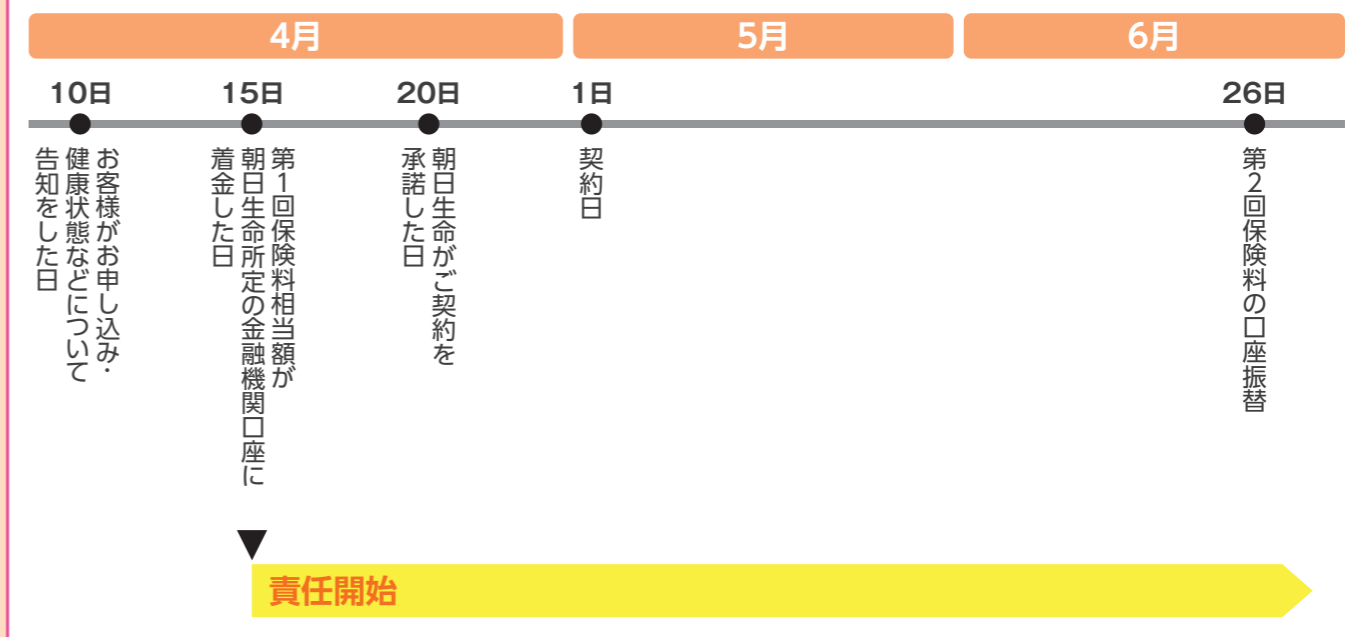 4月
5月
6月
10日
15日
20日
1日
26日
お客様がお申し込み・
健康状態などについて
告知をした日
第1回保険料相当額が
朝日生命所定の金融機関口座に
着金した日
朝日生命がご契約を
承諾した日
契約日
第2回保険料の口座振替
責任開始